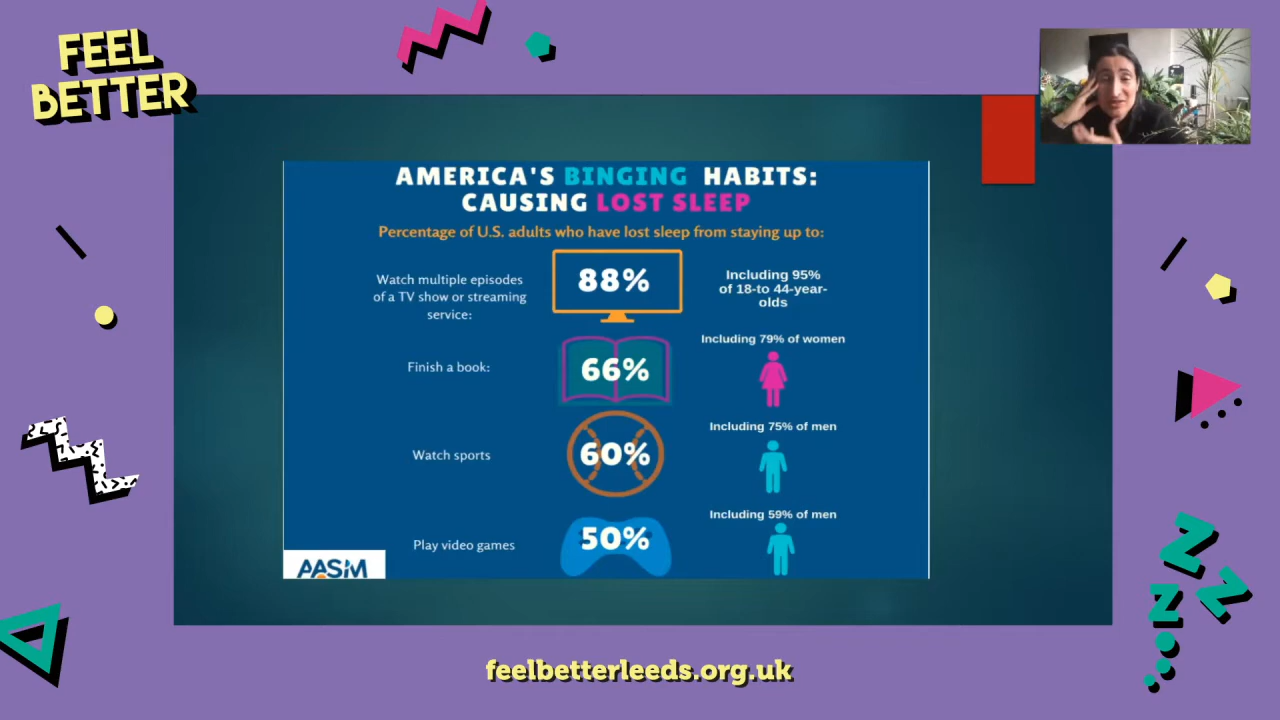 FEEL
BETTER
AMERICA'S BINGING HABITS:
CAUSING LOST SLEEP
Percentage of U.S. adults who have lost sleep from staying up to:
Watch multiple episodes
of a TV show or streaming
service:
88%
Including 95%
of 18-to 44-year-
olds
Finish a book:
66%
Including 79% of women
Watch sports
60%
Including 75% of men
Play video games
50%
Including 59% of men
AASM
feelbetterleeds.org.uk
Z
Z
Z